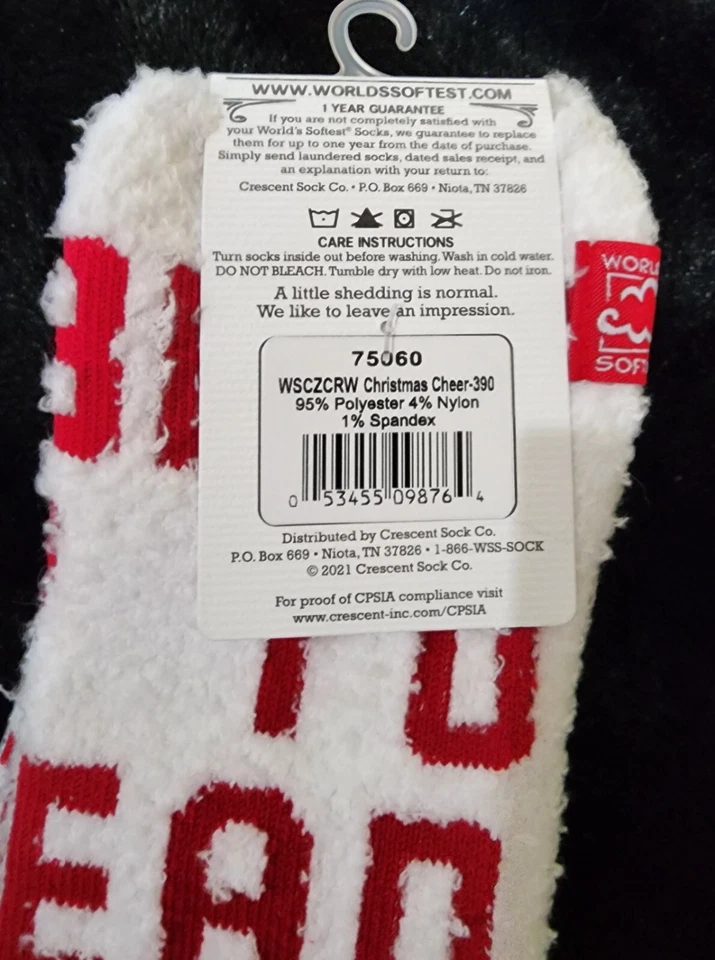 WWW.WORLDSSOFTEST.COM
1 YEAR GUARANTEE
If you are not completely satisfied with
your World's Softest® Socks, we guarantee to replace
them for up to one year from the date of purchase.
Simply send laundered socks, dated sales receipt, and
an explanation with your return to:
Crescent Sock Co. • P.O. Box 669 • Niota, TN 37826
CARE INSTRUCTIONS
Turn socks inside out before washing. Wash in cold water.
DO NOT BLEACH. Tumble dry with low heat. Do not iron.
A little shedding is normal.
We like to leave an impression.
75060
WSCZCRW Christmas Cheer-390
95% Polyester 4% Nylon
1% Spandex
0 53455 09876 4
Distributed by Crescent Sock Co.
P.O. Box 669 • Niota, TN 37826 • 1-866-WSS-SOCK
© 2021 Crescent Sock Co.
For proof of CPSIA compliance visit
www.crescent-inc.com/CPSIA
WORL
SOFT